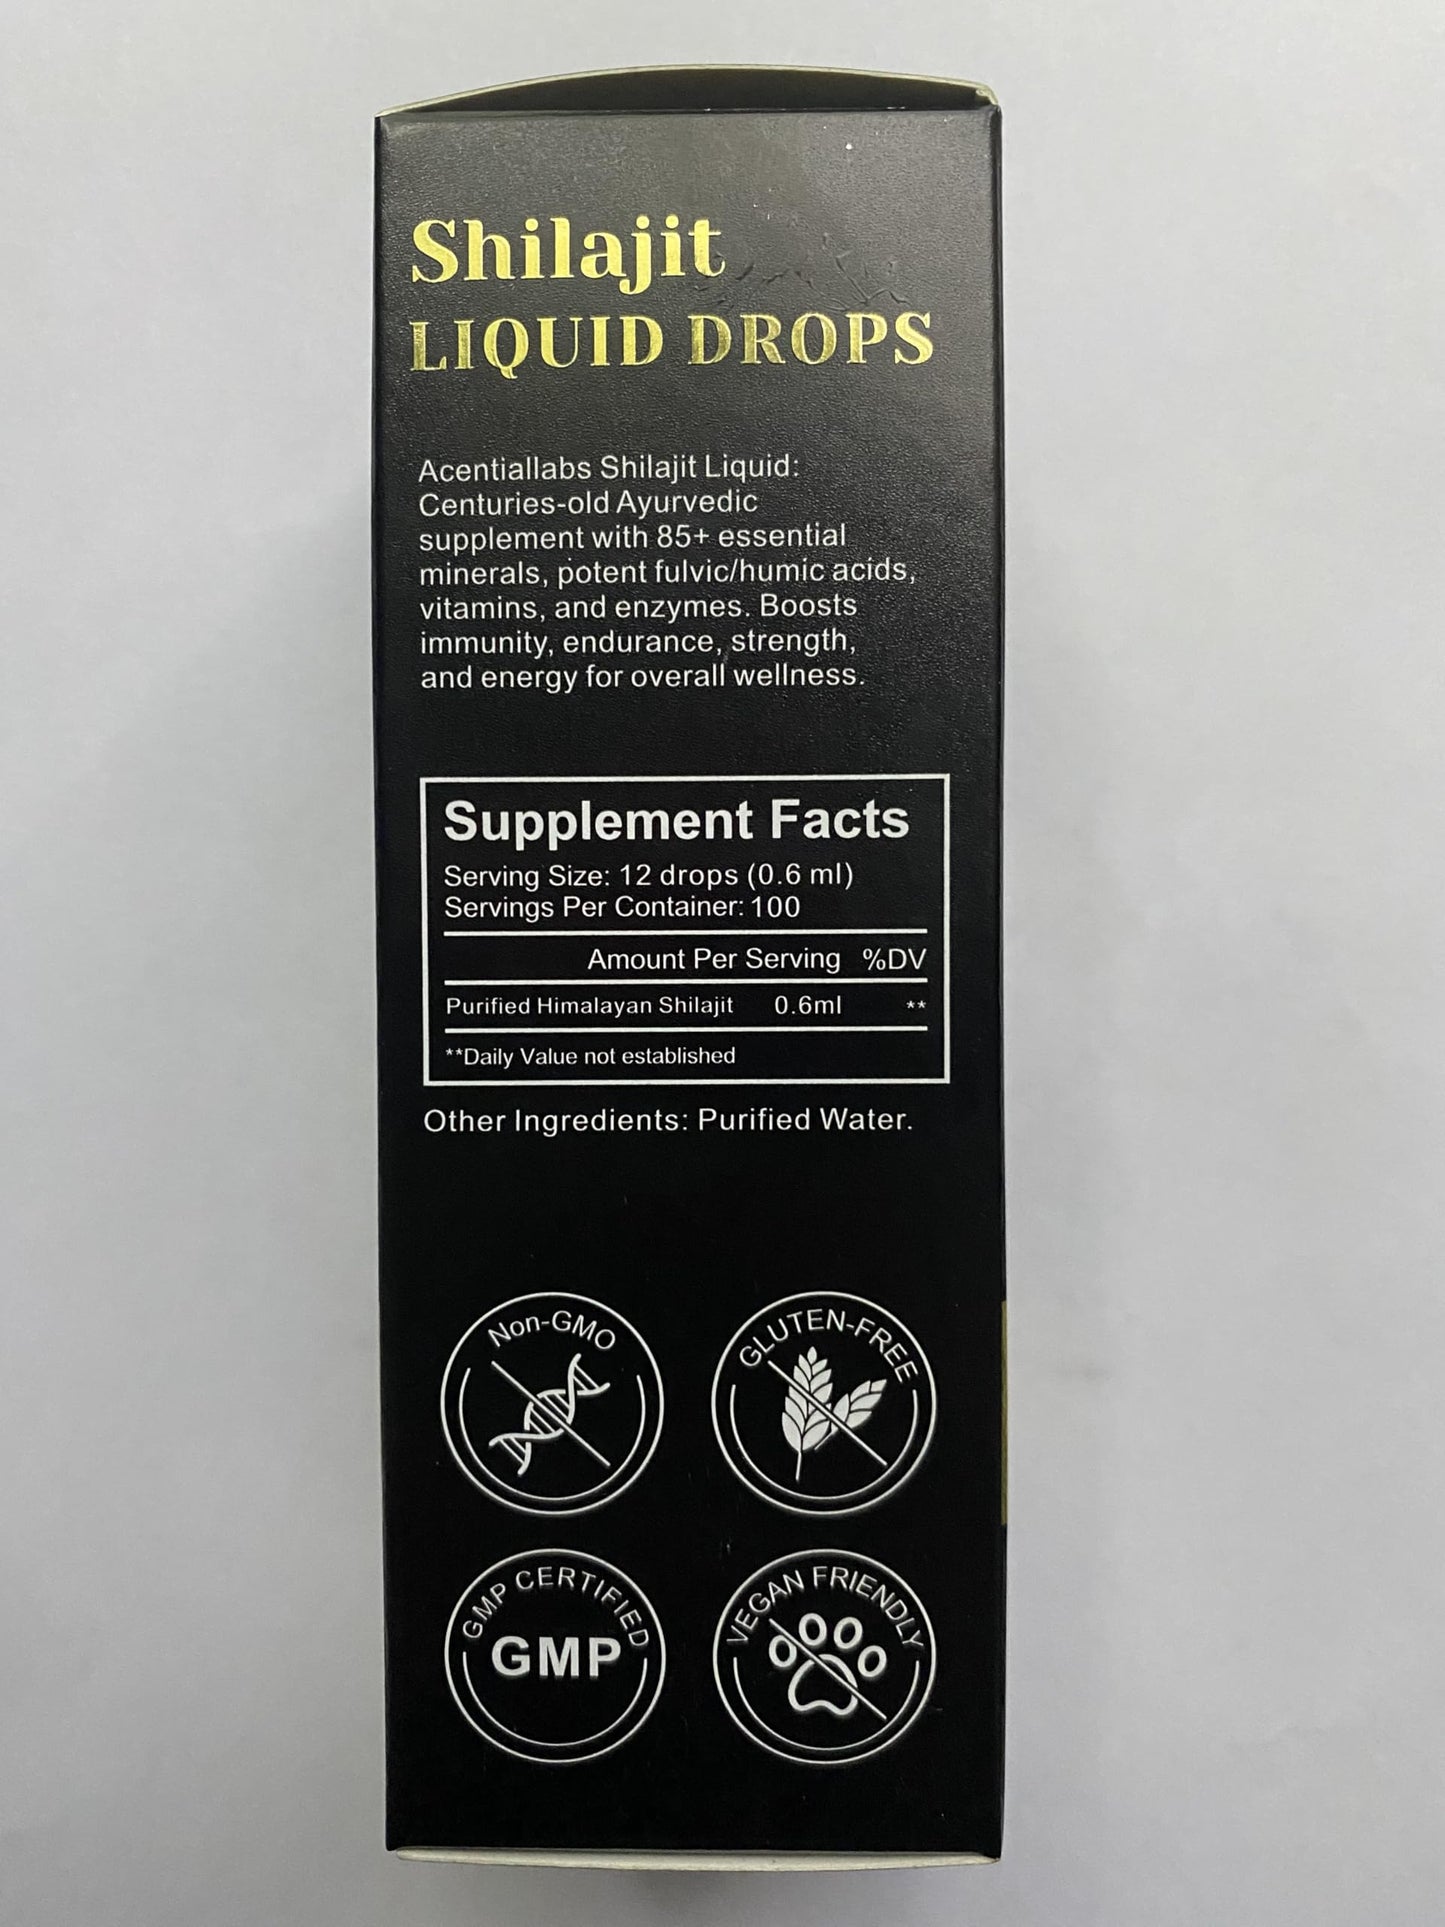 Shilajit
LIQUID DROPS
Acentiallabs Shilajit Liquid:
Centuries-old Ayurvedic
supplement with 85+ essential
minerals, potent fulvic/humic acids,
vitamins, and enzymes. Boosts
immunity, endurance, strength,
and energy for overall wellness.
Supplement Facts
Serving Size: 12 drops (0.6 ml)
Servings Per Container: 100
Amount Per Serving %DV
Purified Himalayan Shilajit 0.6ml **
**Daily Value not established
Other Ingredients: Purified Water.
Non-GMO
GLUTEN-FREE
GMP CERTIFIED
GMP
VEGAN FRIENDLY